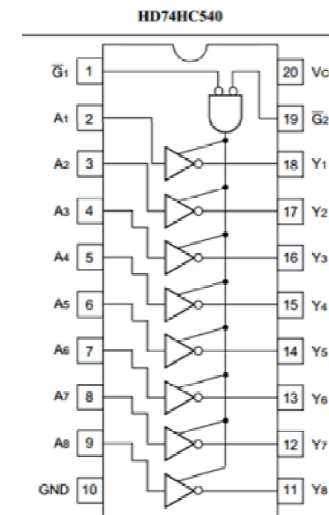 HD74HC540
G̅1 1 20 Vc
A1 2 19 G̅2
A2 3 18 Y1
A3 4 17 Y2
A4 5 16 Y3
A5 6 15 Y4
A6 7 14 Y5
A7 8 13 Y6
A8 9 12 Y7
GND 10 11 Y8